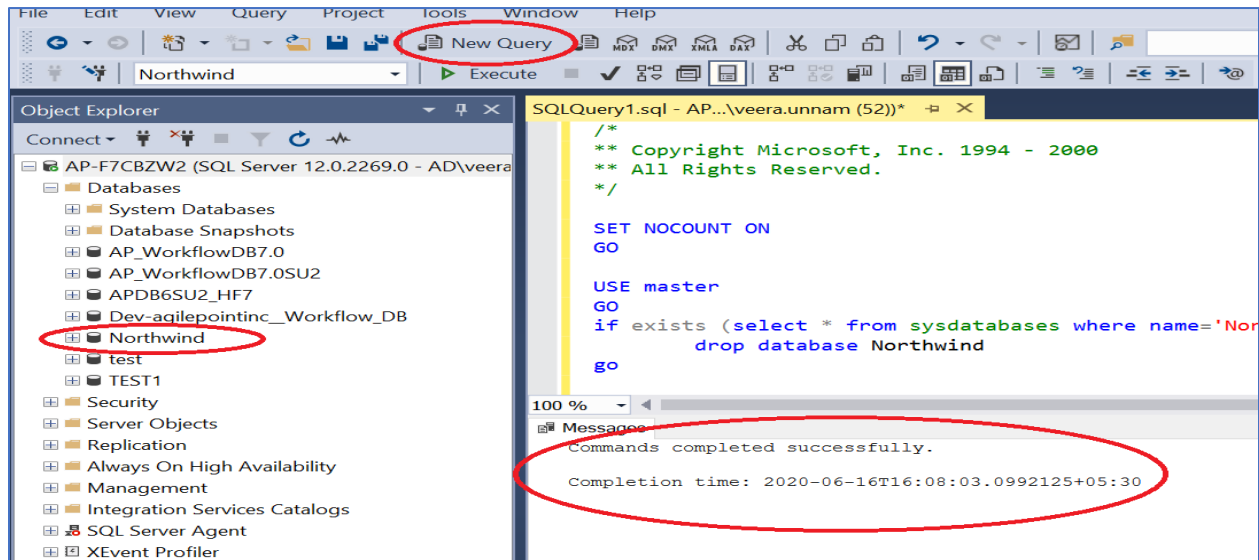 File Edit View Query Project Tools Window Help
New Query MDX DMX XMLA DAX
Northwind Execute
Object Explorer
Connect
AP-F7CBZW2 (SQL Server 12.0.2269.0 - AD\veera
Databases
System Databases
Database Snapshots
AP_WorkflowDB7.0
AP_WorkflowDB7.0SU2
APDB6SU2_HF7
Dev-agilepointinc__Workflow_DB
Northwind
test
TEST1
Security
Server Objects
Replication
Always On High Availability
Management
Integration Services Catalogs
SQL Server Agent
XEvent Profiler
SQLQuery1.sql - AP...\veera.unnam (52))*
/*
** Copyright Microsoft, Inc. 1994 - 2000
** All Rights Reserved.
*/
SET NOCOUNT ON
GO
USE master
GO
if exists (select * from sysdatabases where name='Nor
drop database Northwind
go
100 %
Messages
Commands completed successfully.
Completion time: 2020-06-16T16:08:03.0992125+05:30